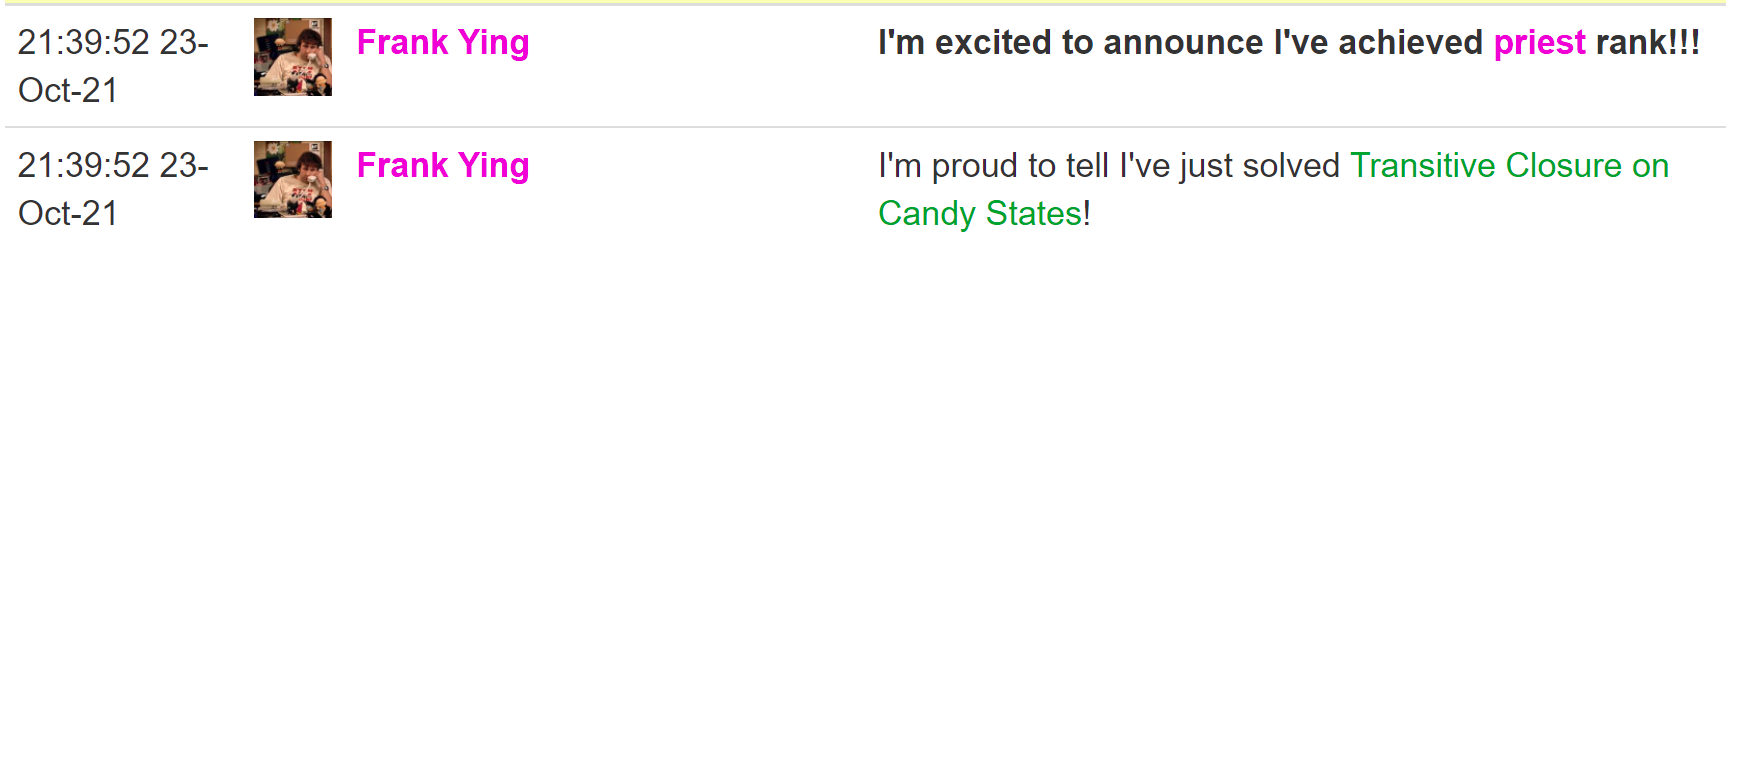 21:39:52 23-
Oct-21
Frank Ying
I'm excited to announce I've achieved priest rank!!!
21:39:52 23-
Oct-21
Frank Ying
I'm proud to tell I've just solved Transitive Closure on
Candy States!